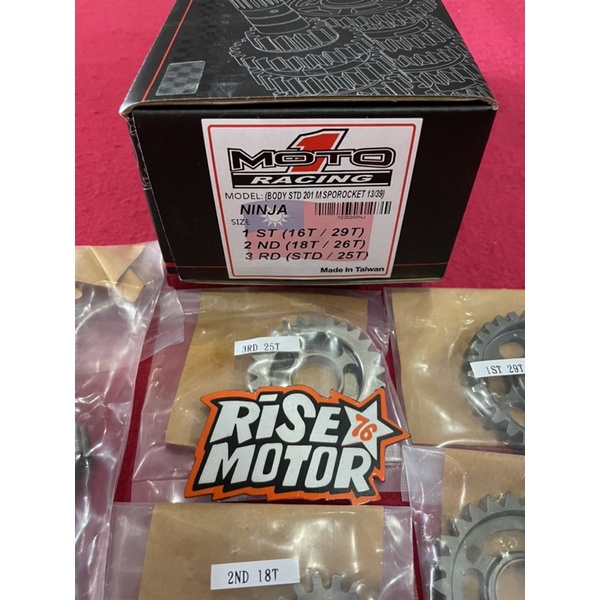 1
MOTO
RACING
MODEL: (BODY STD 201 M SPOROCKET 13/39)
NINJA
SIZE
1 ST (16T / 29T)
2 ND (18T / 26T)
3 RD (STD / 25T)
Made In Taiwan
3RD 25T
1ST 29T
RiSE 76
MOTOR
2ND 18T